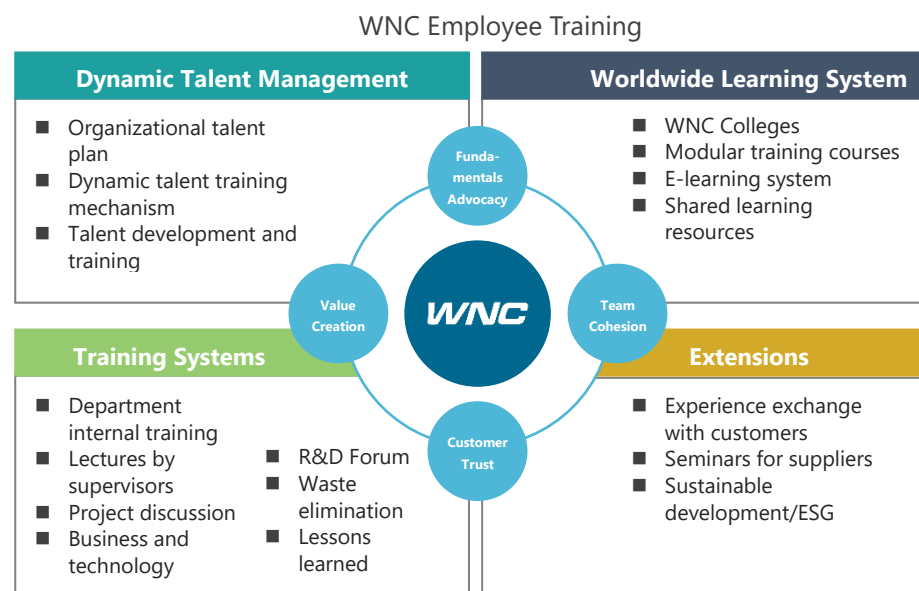 WNC Employee Training
Dynamic Talent Management
Organizational talent
plan
Dynamic talent training
mechanism
Talent development and
training
Worldwide Learning System
WNC Colleges
Modular training courses
E-learning system
Shared learning
resources
Funda-
mentals
Advocacy
Value
Creation
WNC
Team
Cohesion
Customer
Trust
Training Systems
Department
internal training
Lectures by
supervisors
Project discussion
Business and
technology
R&D Forum
Waste
elimination
Lessons
learned
Extensions
Experience exchange
with customers
Seminars for suppliers
Sustainable
development/ESG